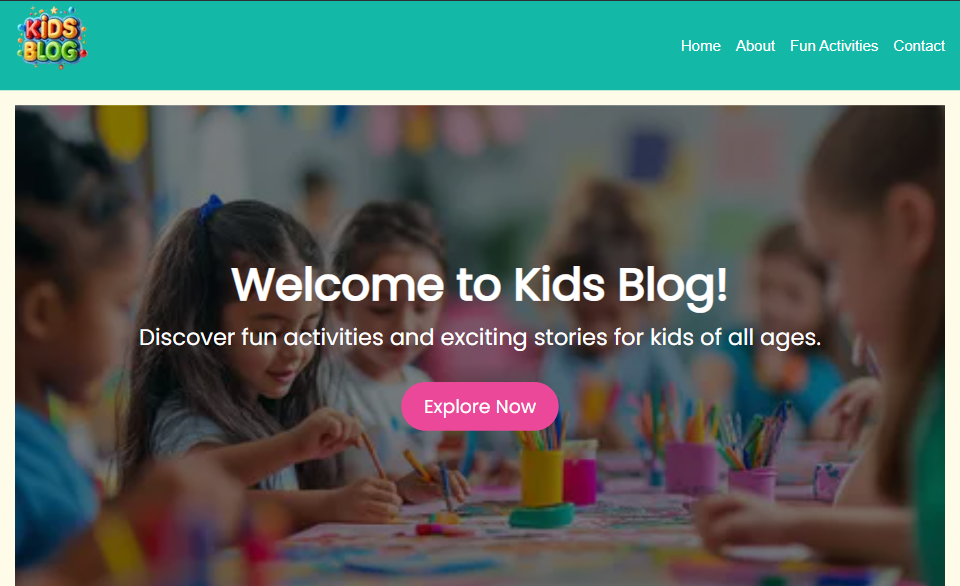 KiDS
BLOG
Home About Fun Activities Contact
Welcome to Kids Blog!
Discover fun activities and exciting stories for kids of all ages.
Explore Now